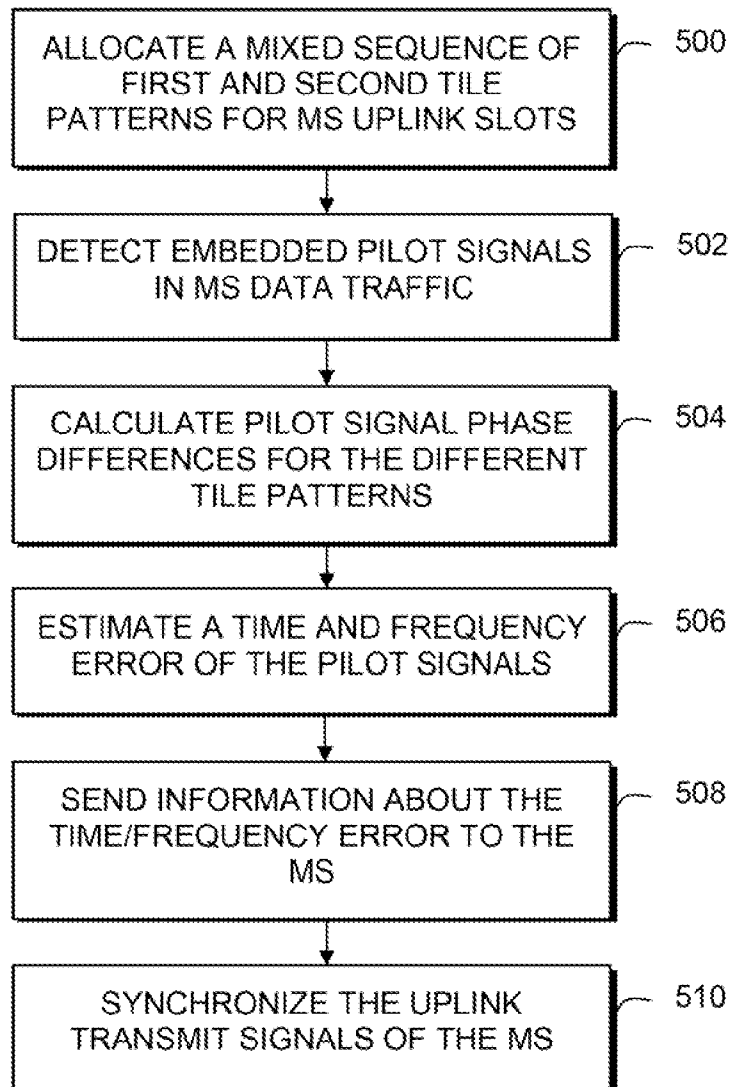 ALLOCATE A MIXED SEQUENCE OF
FIRST AND SECOND TILE
PATTERNS FOR MS UPLINK SLOTS
500
DETECT EMBEDDED PILOT SIGNALS
IN MS DATA TRAFFIC
502
CALCULATE PILOT SIGNAL PHASE
DIFFERENCES FOR THE DIFFERENT
TILE PATTERNS
504
ESTIMATE A TIME AND FREQUENCY
ERROR OF THE PILOT SIGNALS
506
SEND INFORMATION ABOUT THE
TIME/FREQUENCY ERROR TO THE
MS
508
SYNCHRONIZE THE UPLINK
TRANSMIT SIGNALS OF THE MS
510